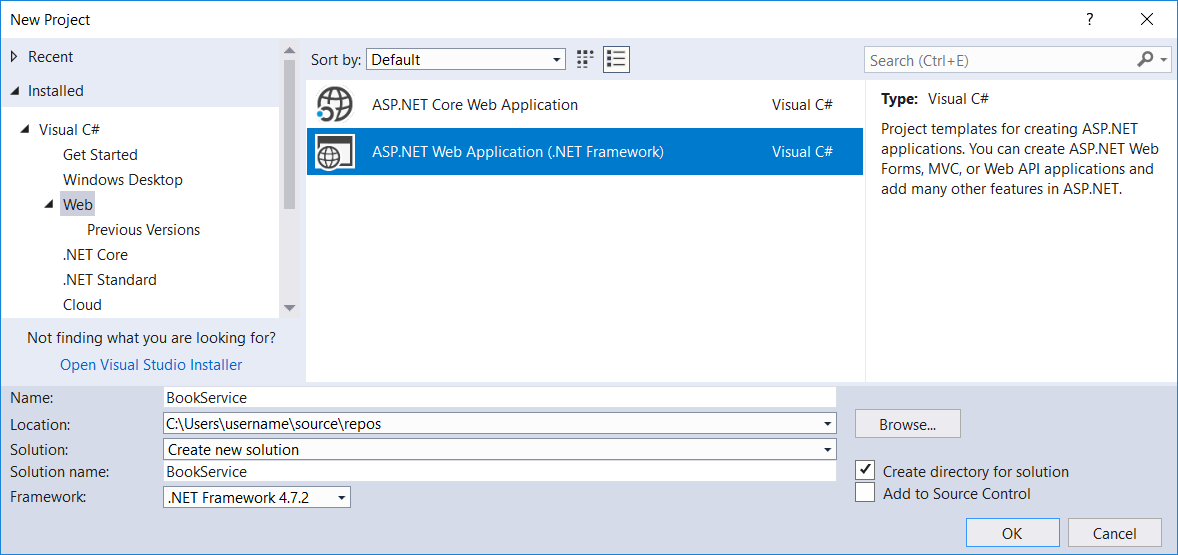 New Project
?
Recent
Installed
Visual C#
Get Started
Windows Desktop
Web
Previous Versions
.NET Core
.NET Standard
Cloud
Not finding what you are looking for?
Open Visual Studio Installer
Sort by: Default
ASP.NET Core Web Application Visual C#
ASP.NET Web Application (.NET Framework) Visual C#
Search (Ctrl+E)
Type: Visual C#
Project templates for creating ASP.NET
applications. You can create ASP.NET Web
Forms, MVC, or Web API applications and
add many other features in ASP.NET.
Name: BookService
Location: C:\Users\username\source\repos
Browse...
Solution: Create new solution
Solution name: BookService
Create directory for solution
Framework: .NET Framework 4.7.2
Add to Source Control
OK Cancel